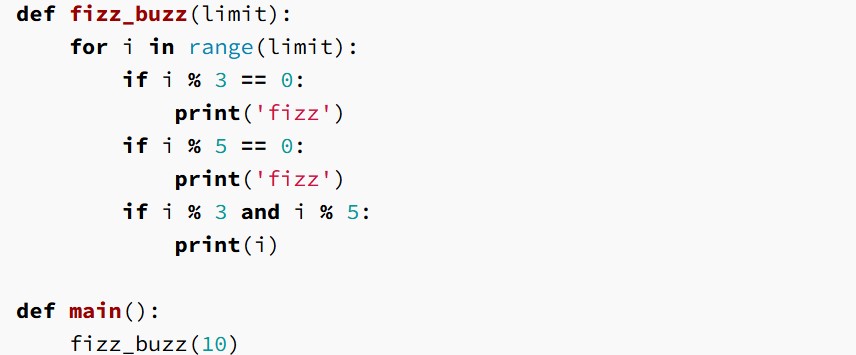 def fizz_buzz(limit):
    for i in range(limit):
        if i % 3 == 0:
            print('fizz')
        if i % 5 == 0:
            print('fizz')
        if i % 3 and i % 5:
            print(i)

def main():
    fizz_buzz(10)